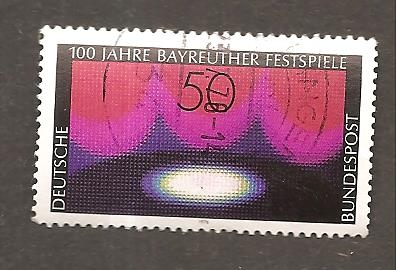 100 JAHRE BAYREUTHER FESTSPIELE
50
DEUTSCHE
BUNDESPOST